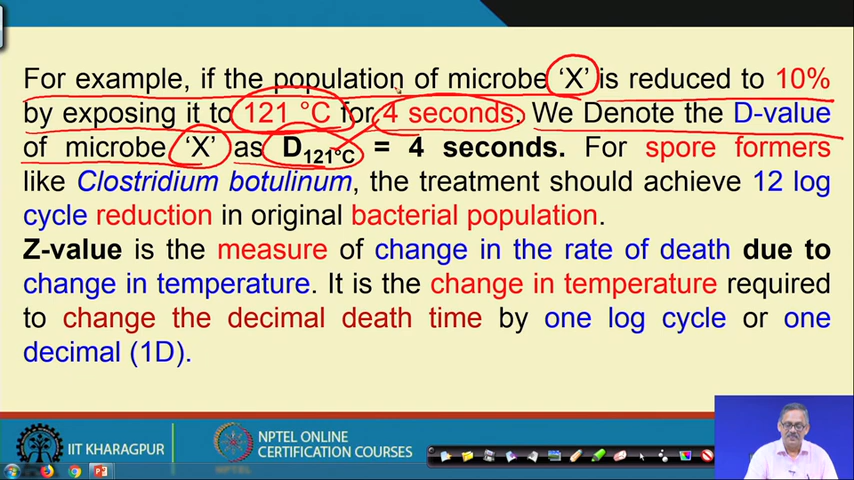 For example, if the population of microbe ‘X’ is reduced to 10%
by exposing it to 121 °C for 4 seconds. We Denote the D-value
of microbe ‘X’ as D121°C = 4 seconds. For spore formers
like Clostridium botulinum, the treatment should achieve 12 log
cycle reduction in original bacterial population.
Z-value is the measure of change in the rate of death due to
change in temperature. It is the change in temperature required
to change the decimal death time by one log cycle or one
decimal (1D).
IIT KHARAGPUR
NPTEL ONLINE
CERTIFICATION COURSES
NPTEL